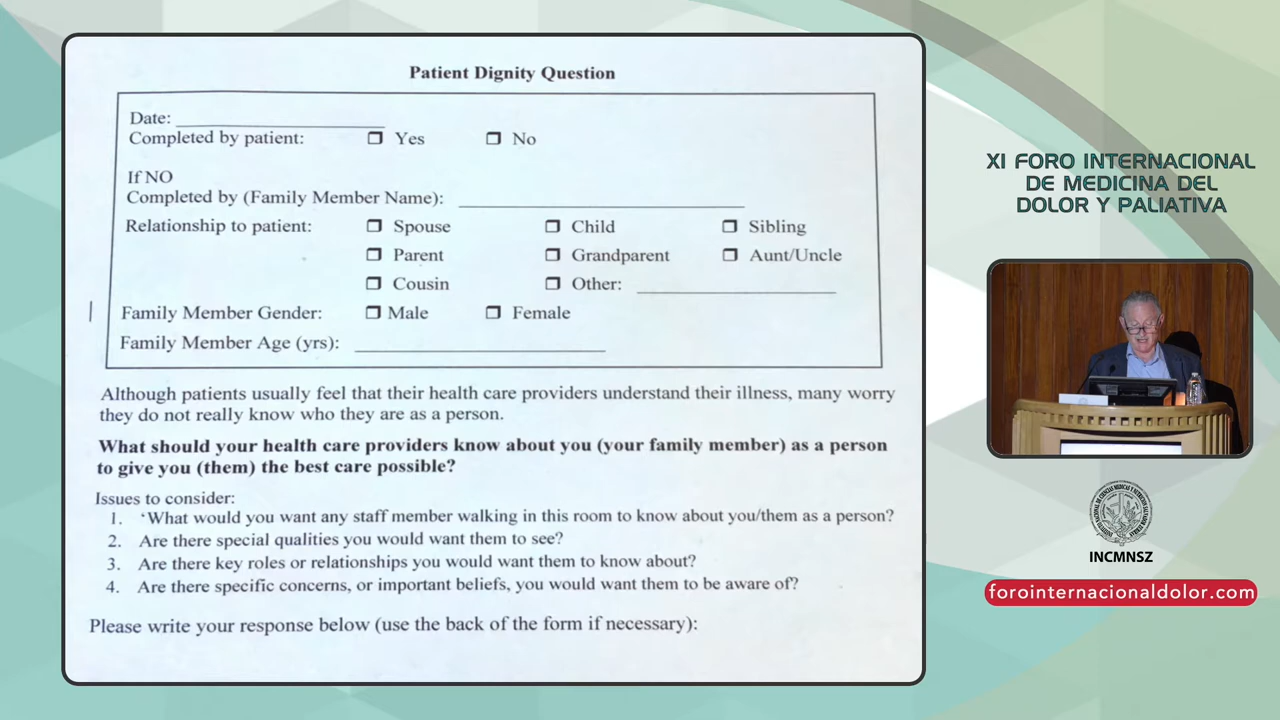 Patient Dignity Question
Date:
Completed by patient: Yes No
If NO
Completed by (Family Member Name):
Relationship to patient: Spouse Child Sibling
Parent Grandparent Aunt/Uncle
Cousin Other:
Family Member Gender: Male Female
Family Member Age (yrs):
Although patients usually feel that their health care providers understand their illness, many worry
they do not really know who they are as a person.
What should your health care providers know about you (your family member) as a person
to give you (them) the best care possible?
Issues to consider:
1. What would you want any staff member walking in this room to know about you/them as a person?
2. Are there special qualities you would want them to see?
3. Are there key roles or relationships you would want them to know about?
4. Are there specific concerns, or important beliefs, you would want them to be aware of?
Please write your response below (use the back of the form if necessary):
XI FORO INTERNACIONAL
DE MEDICINA DEL
DOLOR Y PALIATIVA
INCMNSZ
forointernacionaldolor.com